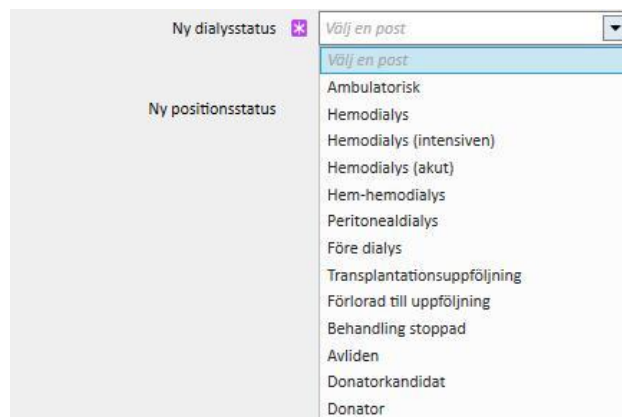 Ny dialysstatus
Välj en post
Välj en post
Ambulatorisk
Ny positionsstatus
Hemodialys
Hemodialys (intensiven)
Hemodialys (akut)
Hem-hemodialys
Peritonealdialys
Före dialys
Transplantationsuppföljning
Förlorad till uppföljning
Behandling stoppad
Avliden
Donatorkandidat
Donator